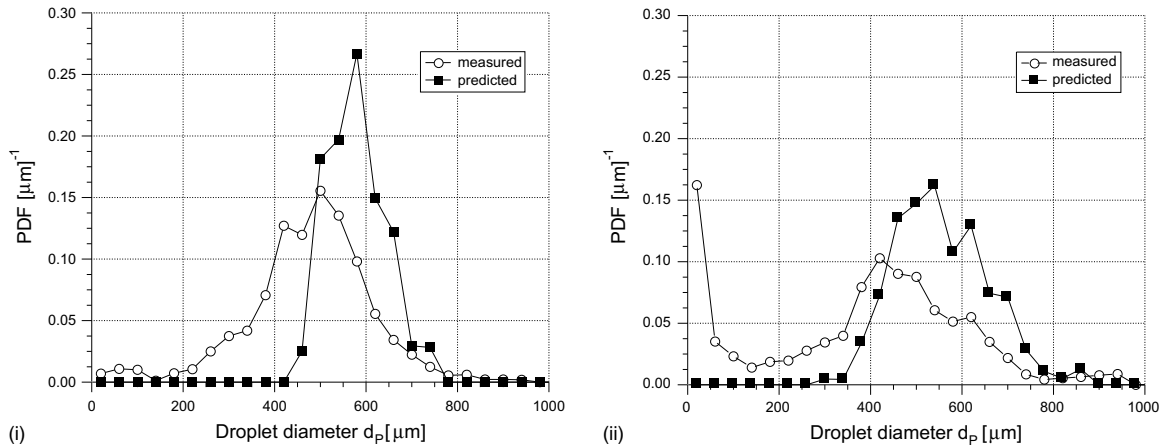 0.30
0.25
0.20
0.15
0.10
0.05
0.00
PDF [μm]-1
measured
predicted
0 200 400 600 800 1000
Droplet diameter dP[μm]
(i)
0.30
0.25
0.20
0.15
0.10
0.05
0.00
PDF [μm]-1
measured
predicted
0 200 400 600 800 1000
Droplet diameter dP [μm]
(ii)